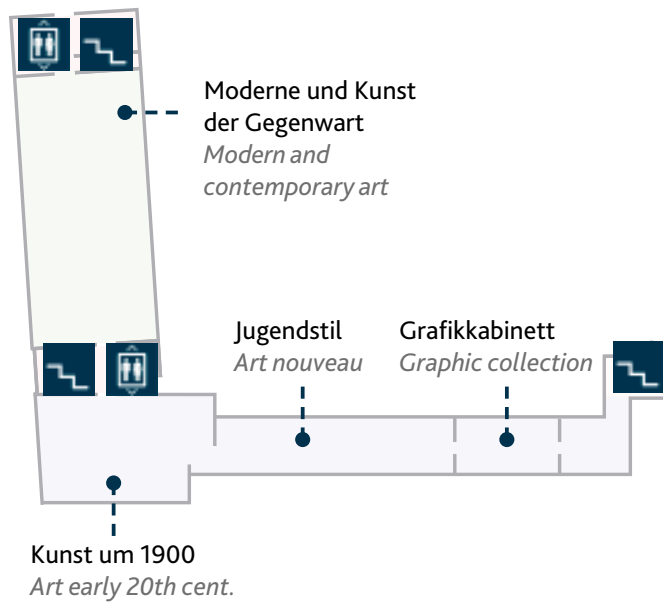 Moderne und Kunst
der Gegenwart
Modern and
contemporary art
Jugendstil
Art nouveau
Grafikkabinett
Graphic collection
Kunst um 1900
Art early 20th cent.